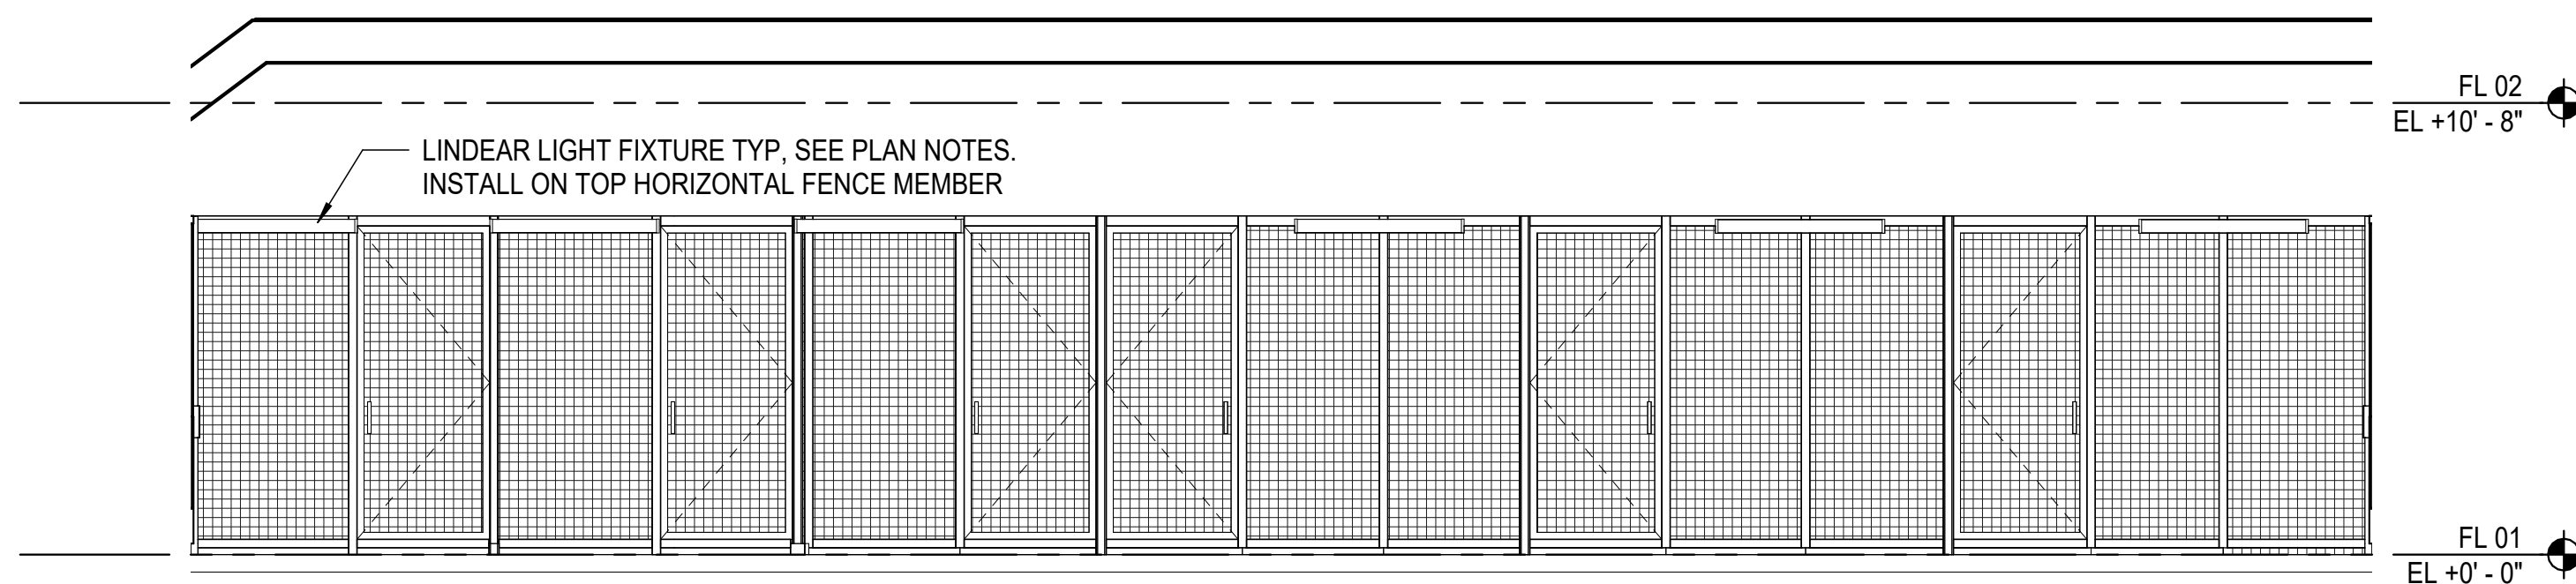 FL 02
EL +10' - 8"
LINDEAR LIGHT FIXTURE TYP, SEE PLAN NOTES.
INSTALL ON TOP HORIZONTAL FENCE MEMBER
FL 01
EL +0' - 0"